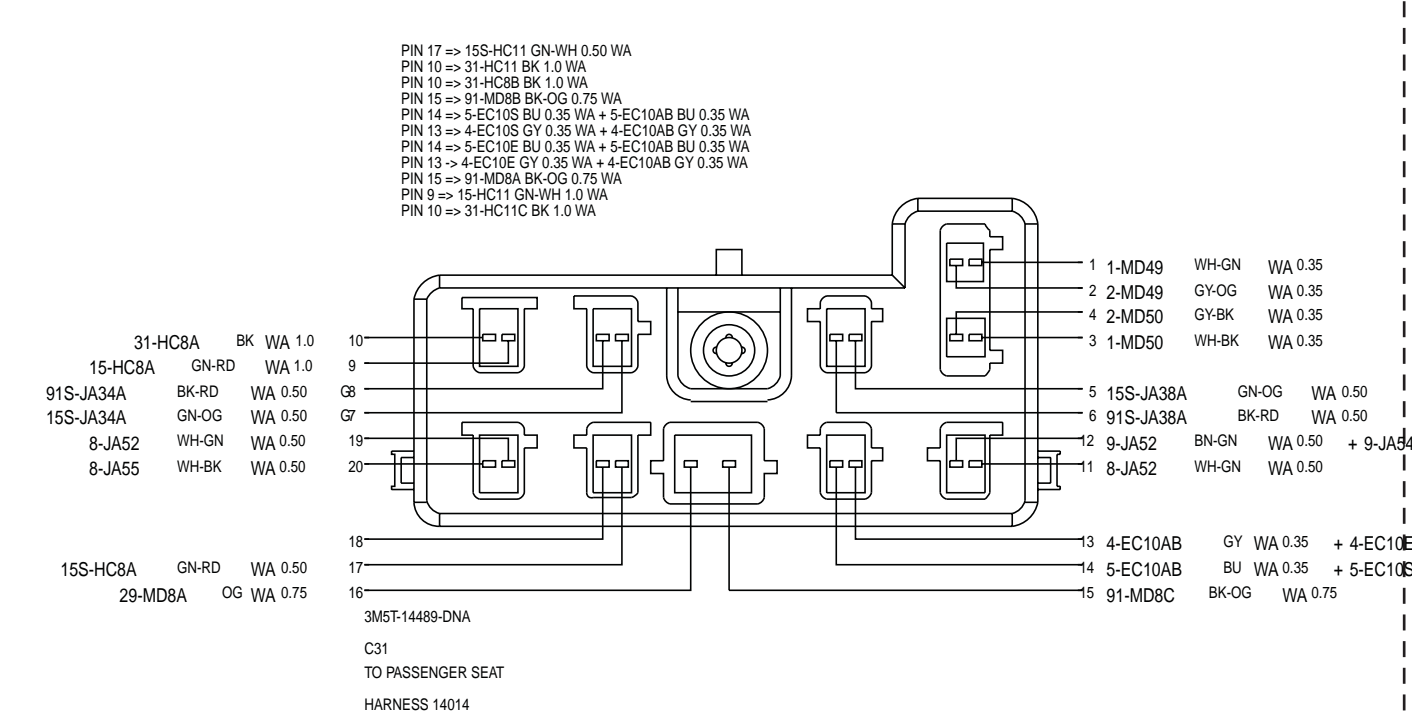 PIN 17 => 15S-HC11 GN-WH 0.50 WA
PIN 10 => 31-HC11 BK 1.0 WA
PIN 10 => 31-HC8B BK 1.0 WA
PIN 15 => 91-MD8B BK-OG 0.75 WA
PIN 14 => 5-EC10S BU 0.35 WA + 5-EC10AB BU 0.35 WA
PIN 13 => 4-EC10S GY 0.35 WA + 4-EC10AB GY 0.35 WA
PIN 14 => 5-EC10E BU 0.35 WA + 5-EC10AB BU 0.35 WA
PIN 13 -> 4-EC10E GY 0.35 WA + 4-EC10AB GY 0.35 WA
PIN 15 => 91-MD8A BK-OG 0.75 WA
PIN 9 => 15-HC11 GN-WH 1.0 WA
PIN 10 => 31-HC11C BK 1.0 WA
31-HC8A BK WA 1.0 10
15-HC8A GN-RD WA 1.0 9
91S-JA34A BK-RD WA 0.50 G8
15S-JA34A GN-OG WA 0.50 G7
8-JA52 WH-GN WA 0.50 19
8-JA55 WH-BK WA 0.50 20
18
15S-HC8A GN-RD WA 0.50 17
29-MD8A OG WA 0.75 16
1 1-MD49 WH-GN WA 0.35
2 2-MD49 GY-OG WA 0.35
4 2-MD50 GY-BK WA 0.35
3 1-MD50 WH-BK WA 0.35
5 15S-JA38A GN-OG WA 0.50
6 91S-JA38A BK-RD WA 0.50
12 9-JA52 BN-GN WA 0.50 + 9-JA54
11 8-JA52 WH-GN WA 0.50
13 4-EC10AB GY WA 0.35 + 4-EC10E
14 5-EC10AB BU WA 0.35 + 5-EC10S
15 91-MD8C BK-OG WA 0.75
3M5T-14489-DNA
C31
TO PASSENGER SEAT
HARNESS 14014